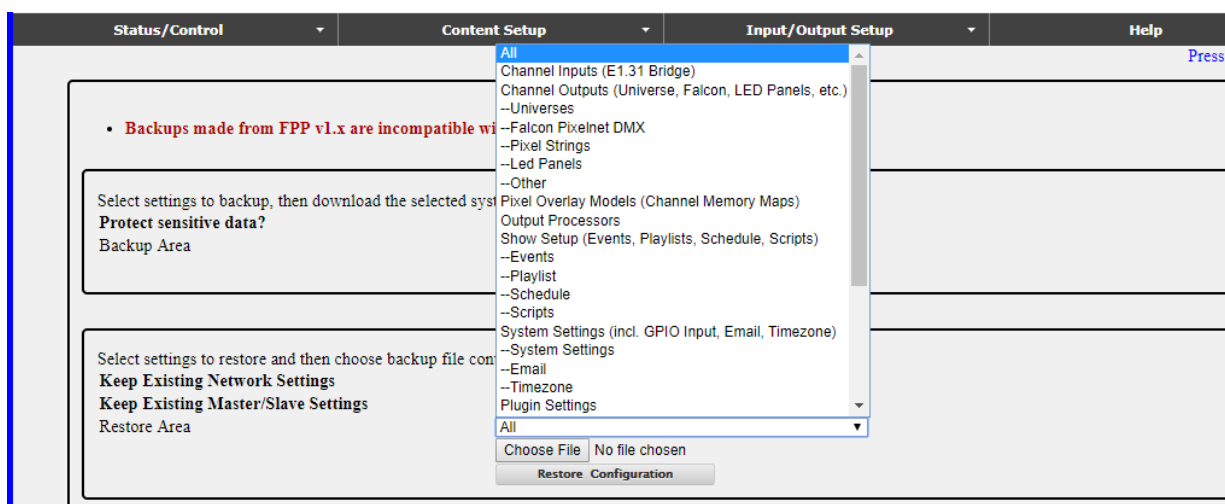 Status/Control Content Setup Input/Output Setup Help
Press
All
Channel Inputs (E1.31 Bridge)
Channel Outputs (Universe, Falcon, LED Panels, etc.)
--Universes
--Falcon Pixelnet DMX
--Pixel Strings
--Led Panels
--Other
Pixel Overlay Models (Channel Memory Maps)
Output Processors
Show Setup (Events, Playlists, Schedule, Scripts)
--Events
--Playlist
--Schedule
--Scripts
System Settings (incl. GPIO Input, Email, Timezone)
--System Settings
--Email
--Timezone
Plugin Settings
• Backups made from FPP v1.x are incompatible wi
Select settings to backup, then download the selected syst
Protect sensitive data?
Backup Area
Select settings to restore and then choose backup file con
Keep Existing Network Settings
Keep Existing Master/Slave Settings
Restore Area All
Choose File No file chosen
Restore Configuration